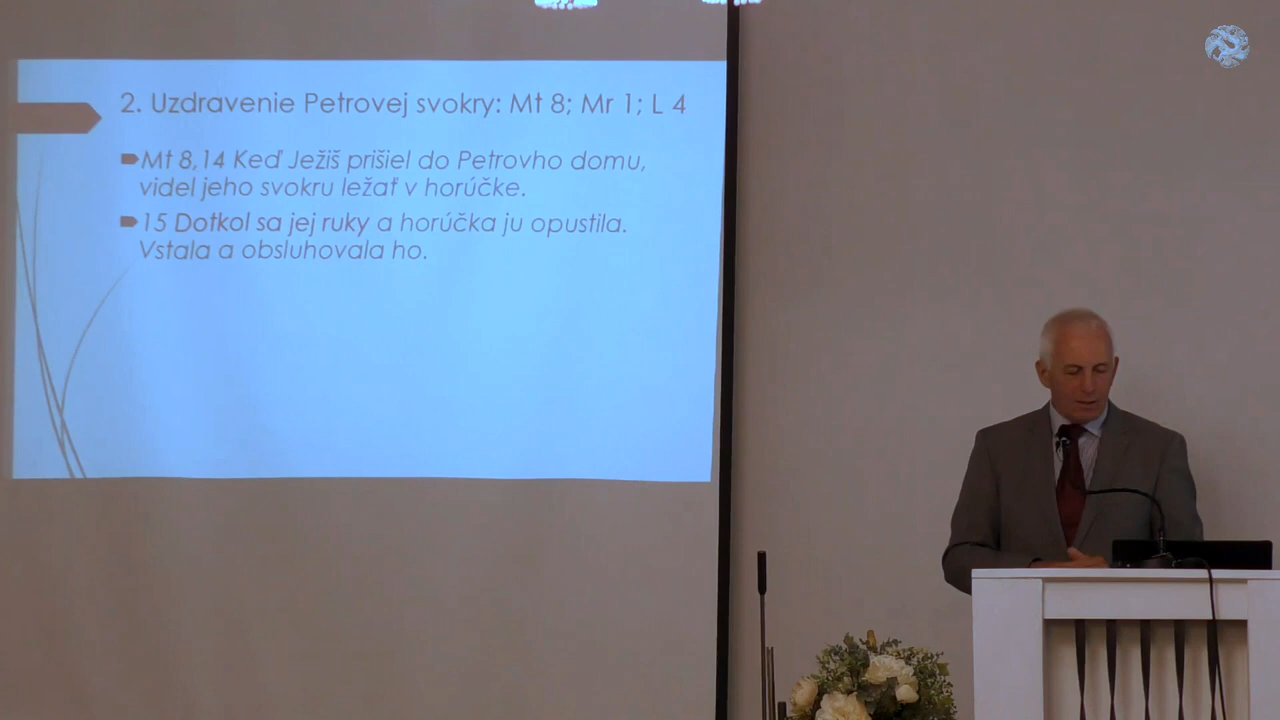 2. Uzdravenie Petrovej svokry: Mt 8; Mr 1; L 4
Mt 8,14 Keď Ježiš prišiel do Petrovho domu,
videl jeho svokru ležať v horúčke.
15 Dotkol sa jej ruky a horúčka ju opustila.
Vstala a obsluhovala ho.